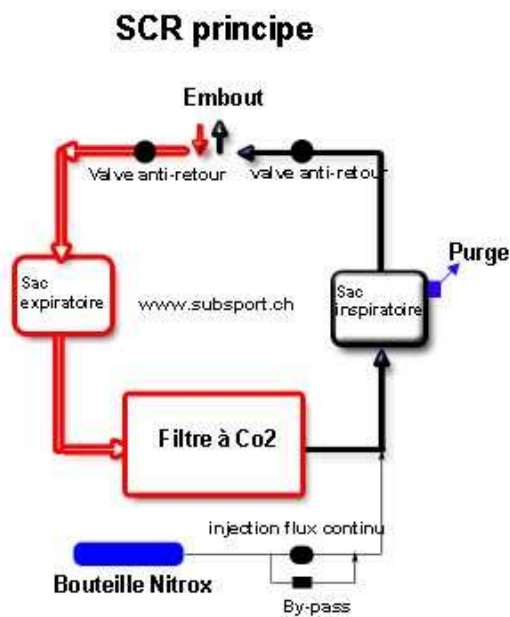 SCR principe
Embout
Valve anti-retour
valve anti-retour
Purge
Sac
expiratoire
www.subsport.ch
Sac
inspiratoire
Filtre à Co2
injection flux continu
Bouteille Nitrox
By-pass